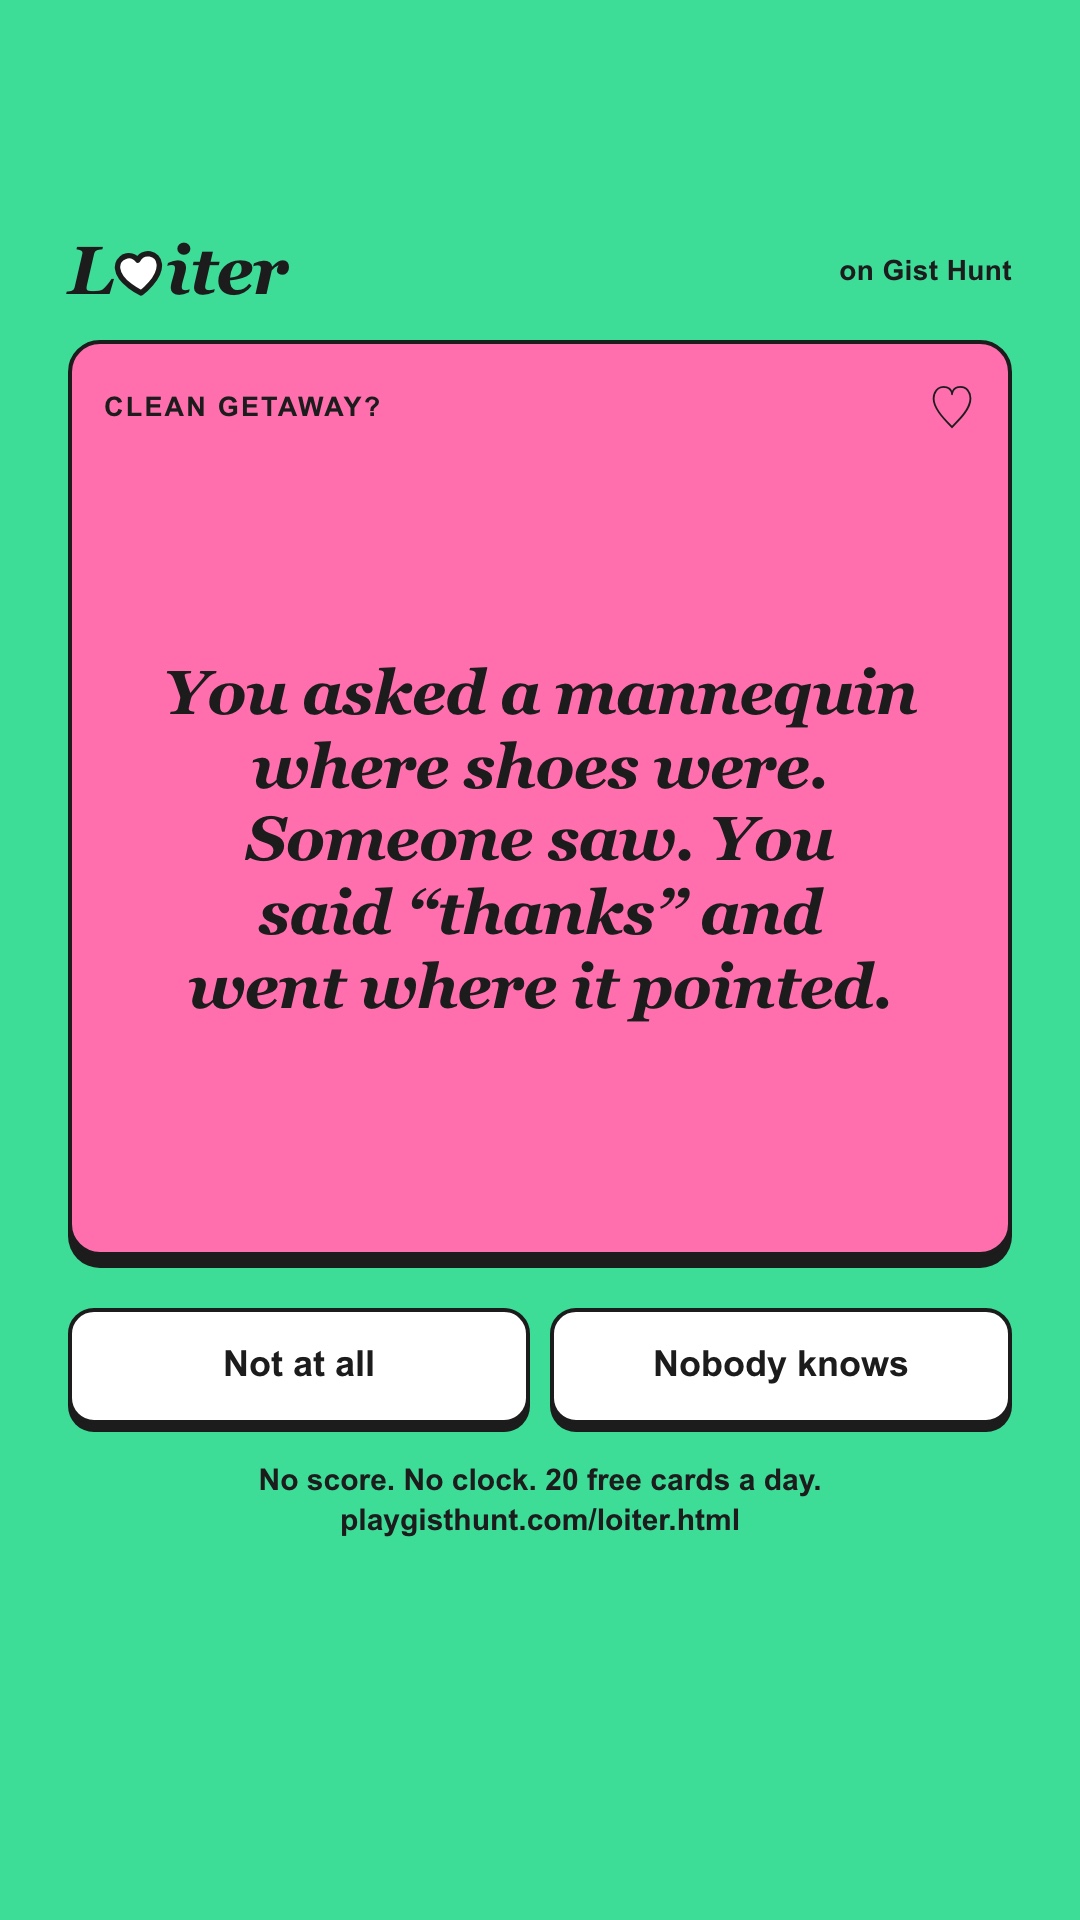 Loiter
on Gist Hunt
CLEAN GETAWAY?
You asked a mannequin
where shoes were.
Someone saw. You
said “thanks” and
went where it pointed.
Not at all
Nobody knows
No score. No clock. 20 free cards a day.
playgisthunt.com/loiter.html